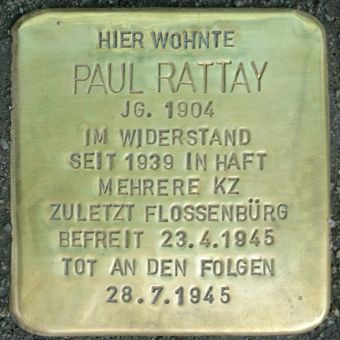 HIER WOHNTE
PAUL RATTAY
JG. 1904
IM WIDERSTAND
SEIT 1939 IN HAFT
MEHRERE KZ
ZULETZT FLOSSENBÜRG
BEFREIT 23.4.1945
TOT AN DEN FOLGEN
28.7.1945